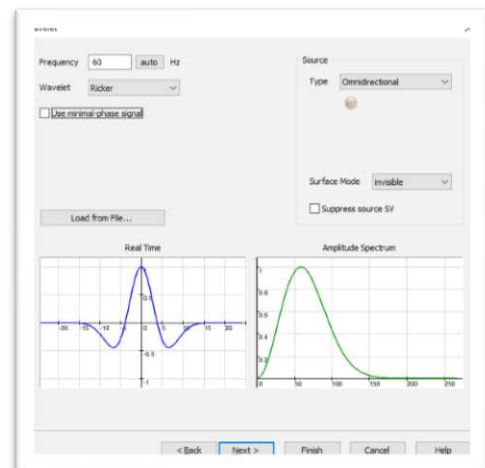 Frequency 60 auto Hz
Wavelet Ricker
Use minimal-phase signal
Source
Type Omnidirectional
Surface Mode invisible
Suppress source SV
Load from File...
Real Time
0.5
-10 -5 0 5 10 15
-0.5
-1
Amplitude Spectrum
1
0.8
0.6
0.4
0.2
0 50 100 150 200 250
< Back Next > Finish Cancel Help